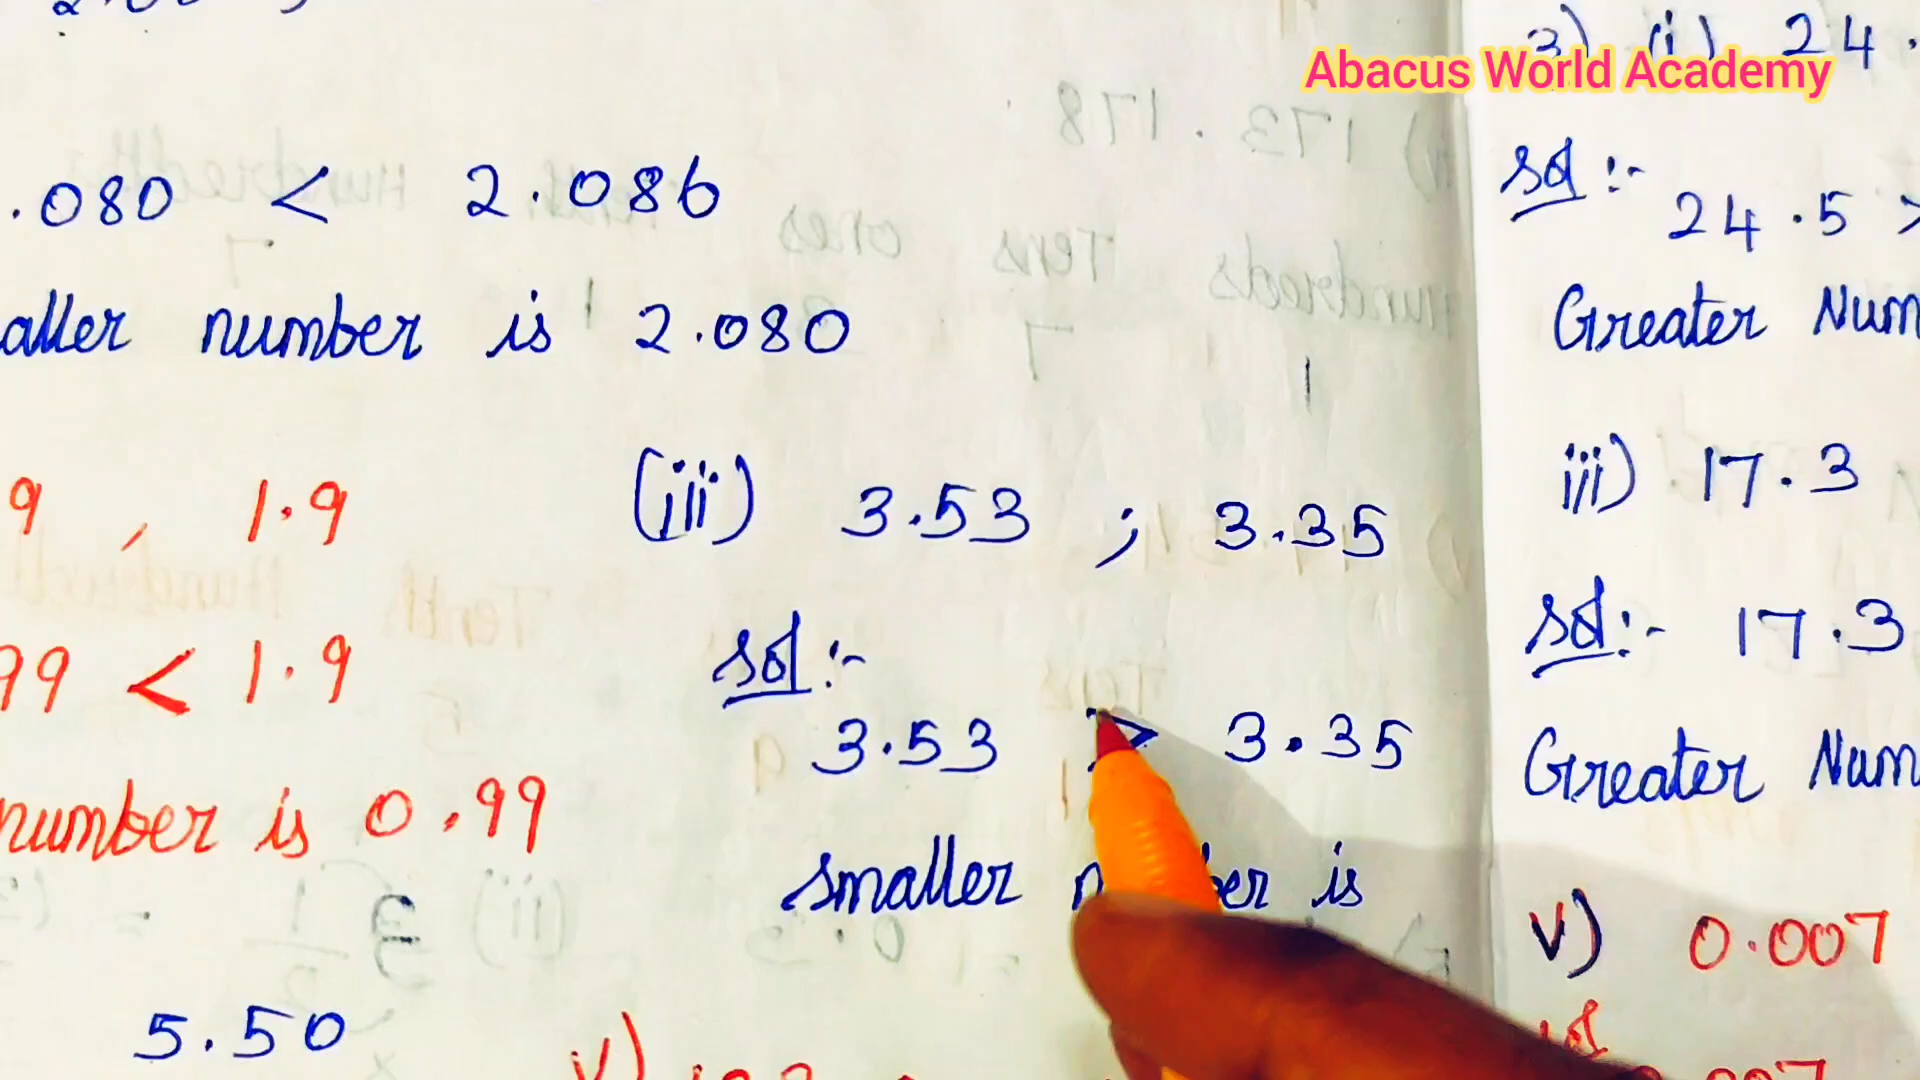 Abacus World Academy
.080 < 2.086
aller number is 2.080
9 , 1.9
99 < 1.9
number is 0.99
5.50
(iii) 3.53 ; 3.35
Sol :-
3.53 > 3.35
smaller is
V)
3) (i) 24.
Sol :-
24.5 >
Greater Num
iii) 17.3
Sol :- 17.3
Greater Num
V) 0.007